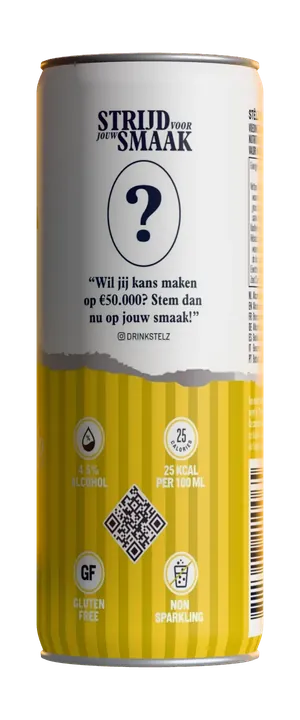 STRIJD VOOR
JOUW SMAAK
?
“Wil jij kans maken
op €50.000? Stem dan
nu op jouw smaak!”
DRINKSTELZ
4.5%
ALCOHOL
25
CALORIES
25 KCAL
PER 100 ML
GF
GLUTEN
FREE
NON
SPARKLING